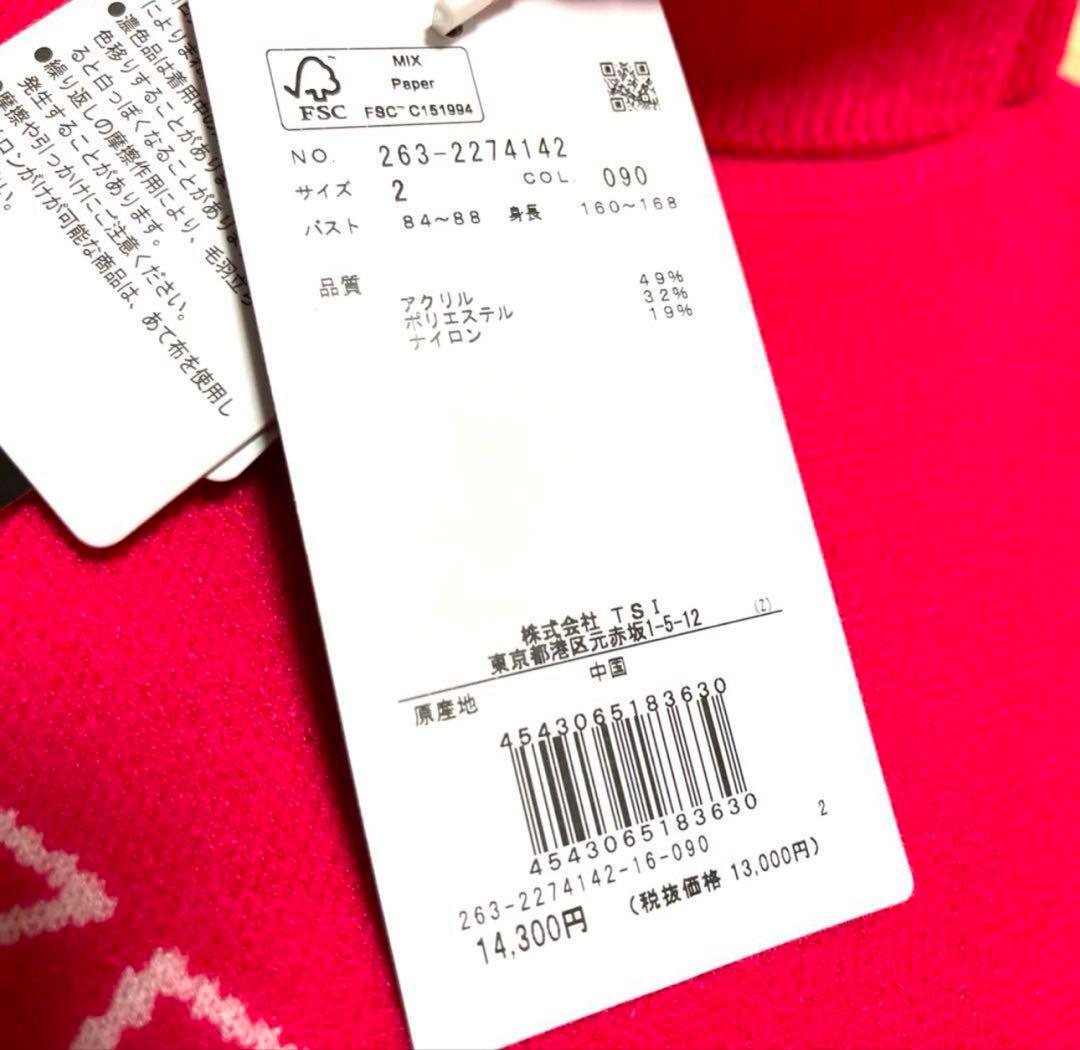 によりま
●濃色品は着用中の
色移りすることがありま
●繰り返しの摩擦作用により、毛羽立
ると白っぽくなることがありま
発生することがあります。
摩擦や引っかけにご注意ください。
イロンがけが可能な商品は、あて布を使用し
い。
FSC
MIX
Paper
FSC™ C151994
NO. 263-2274142
サイズ 2 COL. 090
バスト 84～88 身長 160～168
品質
アクリル 49%
ポリエステル 32%
ナイロン 19%
株式会社 TSI (Z)
東京都港区元赤坂1-5-12
原産地 中国
4543065183630
4543065183630
263-2274142-16-090 2
14,300円 (税抜価格 13,000円)